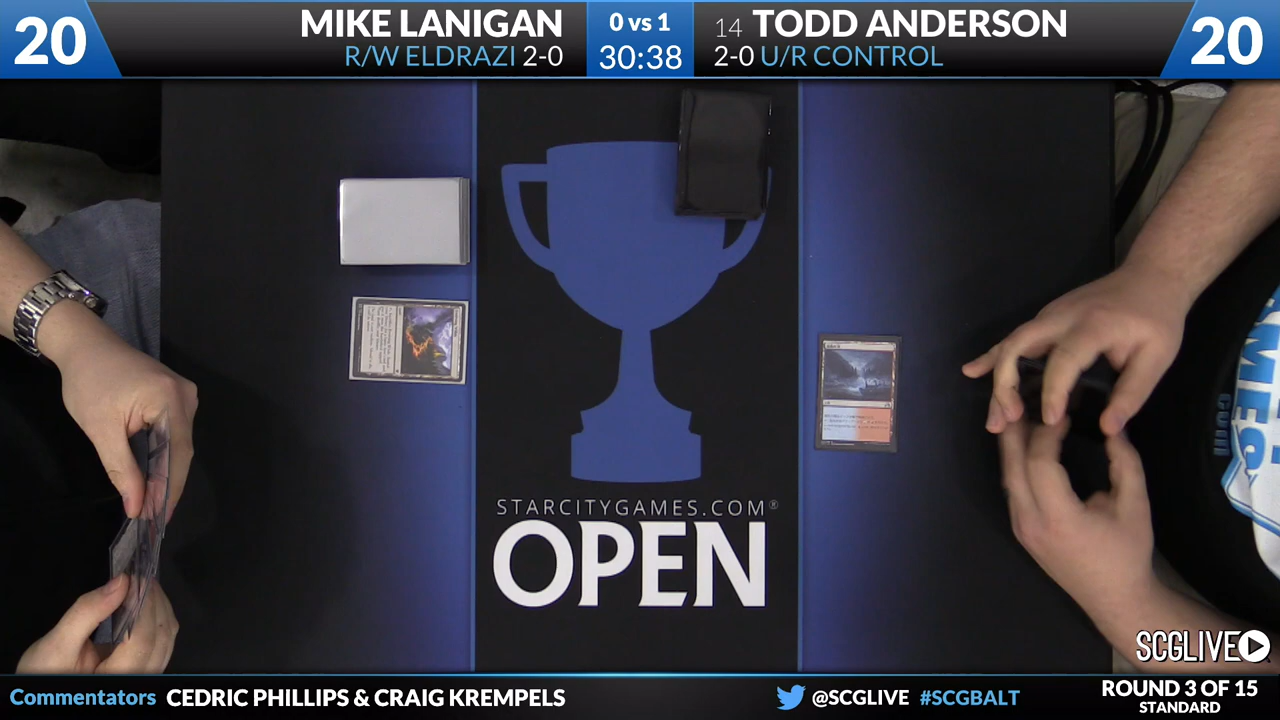 20
MIKE LANIGAN
R/W ELDRAZI 2-0
0 vs 1
30:38
14 TODD ANDERSON
2-0 U/R CONTROL
20
STARCITYGAMES.COM®
OPEN
SCGLIVE
Commentators CEDRIC PHILLIPS & CRAIG KREMPELS
@SCGLIVE #SCGBALT
ROUND 3 OF 15
STANDARD